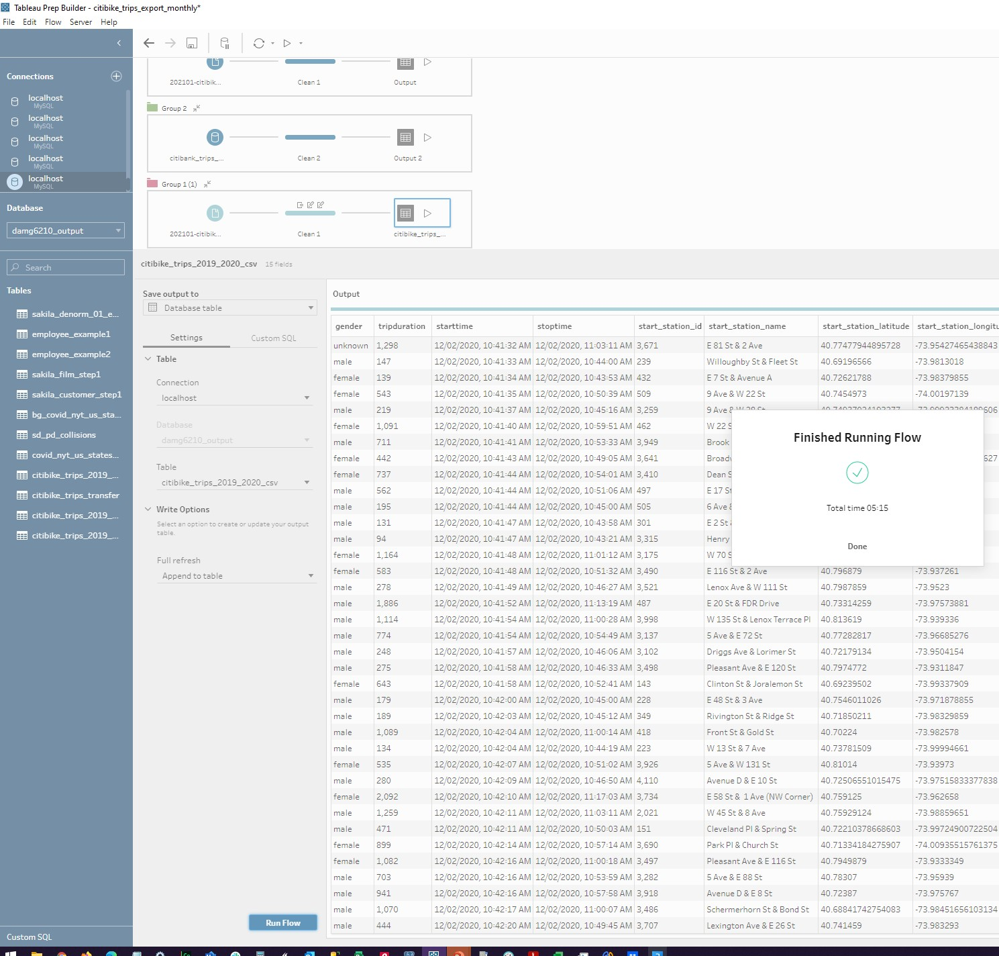 Tableau Prep Builder - citibike_trips_export_monthly*
File Edit Flow Server Help
Connections
localhost
MySQL
localhost
MySQL
localhost
MySQL
localhost
MySQL
localhost
MySQL
Database
damg6210_output
Search
Tables
sakila_denorm_01_e...
employee_example1
employee_example2
sakila_film_step1
sakila_customer_step1
bg_covid_nyt_us_sta...
sd_pd_collisions
covid_nyt_us_states...
citibike_trips_2019_...
citibike_trips_transfer
citibike_trips_2019_...
citibike_trips_2019_...
Custom SQL
202101-citibik... Clean 1 Output
Group 2
citibank_trips_... Clean 2 Output 2
Group 1 (1)
202101-citibik... Clean 1 citibike_trips_...
citibike_trips_2019_2020_csv 15 fields
Save output to
Database table
Settings Custom SQL
Table
Connection
localhost
Database
damg6210_output
Table
citibike_trips_2019_2020_csv
Write Options
Select an option to create or update your output
table.
Full refresh
Append to table
Run Flow
Output
gender tripduration starttime stoptime start_station_id start_station_name start_station_latitude start_station_longitu
unknown 1,298 12/02/2020, 10:41:32 AM 12/02/2020, 11:03:11 AM 3,671 E 81 St & 2 Ave 40.77477944895728 -73.95427465438843
male 147 12/02/2020, 10:41:33 AM 12/02/2020, 10:44:00 AM 239 Willoughby St & Fleet St 40.69196566 -73.9813018
female 139 12/02/2020, 10:41:34 AM 12/02/2020, 10:43:53 AM 432 E 7 St & Avenue A 40.72621788 -73.98379855
female 543 12/02/2020, 10:41:35 AM 12/02/2020, 10:50:39 AM 509 9 Ave & W 22 St 40.7454973 -74.00197139
male 219 12/02/2020, 10:41:37 AM 12/02/2020, 10:45:16 AM 3,259 9 Ave & W 28 St
female 1,091 12/02/2020, 10:41:40 AM 12/02/2020, 10:59:51 AM 462 W 22 S
male 711 12/02/2020, 10:41:41 AM 12/02/2020, 10:53:33 AM 3,949 Brook
female 442 12/02/2020, 10:41:43 AM 12/02/2020, 10:49:05 AM 3,641 Broadw 627
female 737 12/02/2020, 10:41:44 AM 12/02/2020, 10:54:01 AM 3,410 Dean S
male 562 12/02/2020, 10:41:44 AM 12/02/2020, 10:51:06 AM 497 E 17 St
male 195 12/02/2020, 10:41:44 AM 12/02/2020, 10:45:00 AM 505 6 Ave &
male 131 12/02/2020, 10:41:47 AM 12/02/2020, 10:43:58 AM 301 E 2 St &
male 94 12/02/2020, 10:41:47 AM 12/02/2020, 10:43:21 AM 3,315 Henry
female 1,164 12/02/2020, 10:41:48 AM 12/02/2020, 11:01:12 AM 3,175 W 70 S
female 583 12/02/2020, 10:41:48 AM 12/02/2020, 10:51:32 AM 3,490 E 116 St & 2 Ave 40.796879 -73.937261
male 278 12/02/2020, 10:41:49 AM 12/02/2020, 10:46:27 AM 3,521 Lenox Ave & W 111 St 40.7987859 -73.9523
male 1,886 12/02/2020, 10:41:52 AM 12/02/2020, 11:13:19 AM 487 E 20 St & FDR Drive 40.73314259 -73.97573881
male 1,114 12/02/2020, 10:41:54 AM 12/02/2020, 11:00:28 AM 3,998 W 135 St & Lenox Terrace Pl 40.813619 -73.939336
male 774 12/02/2020, 10:41:54 AM 12/02/2020, 10:54:49 AM 3,137 5 Ave & E 72 St 40.77282817 -73.96685276
male 248 12/02/2020, 10:41:57 AM 12/02/2020, 10:46:06 AM 3,102 Driggs Ave & Lorimer St 40.72179134 -73.9504154
male 275 12/02/2020, 10:41:58 AM 12/02/2020, 10:46:33 AM 3,498 Pleasant Ave & E 120 St 40.7974772 -73.9311847
female 643 12/02/2020, 10:41:58 AM 12/02/2020, 10:52:41 AM 143 Clinton St & Joralemon St 40.69239502 -73.99337909
male 179 12/02/2020, 10:42:00 AM 12/02/2020, 10:45:00 AM 228 E 48 St & 3 Ave 40.7546011026 -73.971878855
male 189 12/02/2020, 10:42:03 AM 12/02/2020, 10:45:12 AM 349 Rivington St & Ridge St 40.71850211 -73.98329859
male 1,089 12/02/2020, 10:42:04 AM 12/02/2020, 11:00:14 AM 418 Front St & Gold St 40.70224 -73.982578
male 134 12/02/2020, 10:42:04 AM 12/02/2020, 10:44:19 AM 223 W 13 St & 7 Ave 40.73781509 -73.99994661
female 535 12/02/2020, 10:42:07 AM 12/02/2020, 10:51:02 AM 3,926 5 Ave & W 131 St 40.81014 -73.93973
male 280 12/02/2020, 10:42:09 AM 12/02/2020, 10:46:50 AM 4,110 Avenue D & E 10 St 40.72506551015475 -73.97515833377838
female 2,092 12/02/2020, 10:42:10 AM 12/02/2020, 11:17:03 AM 3,734 E 58 St & 1 Ave (NW Corner) 40.759125 -73.962658
male 1,259 12/02/2020, 10:42:11 AM 12/02/2020, 11:03:11 AM 2,021 W 45 St & 8 Ave 40.75929124 -73.98859651
male 471 12/02/2020, 10:42:11 AM 12/02/2020, 10:50:03 AM 151 Cleveland Pl & Spring St 40.72210378668603 -73.99724900722504
female 899 12/02/2020, 10:42:14 AM 12/02/2020, 10:57:14 AM 3,690 Park Pl & Church St 40.71334184275907 -74.00935515761375
female 1,082 12/02/2020, 10:42:16 AM 12/02/2020, 11:00:18 AM 3,497 Pleasant Ave & E 116 St 40.7949879 -73.9333349
male 703 12/02/2020, 10:42:16 AM 12/02/2020, 10:53:59 AM 3,282 5 Ave & E 88 St 40.78307 -73.95939
male 941 12/02/2020, 10:42:16 AM 12/02/2020, 10:57:58 AM 3,918 Avenue D & E 8 St 40.72387 -73.975767
male 1,070 12/02/2020, 10:42:17 AM 12/02/2020, 11:00:07 AM 3,486 Schermerhorn St & Bond St 40.68841742754083 -73.98451656103134
male 444 12/02/2020, 10:42:20 AM 12/02/2020, 10:49:45 AM 3,707 Lexington Ave & E 26 St 40.741459 -73.983293
Finished Running Flow
Total time 05:15
Done